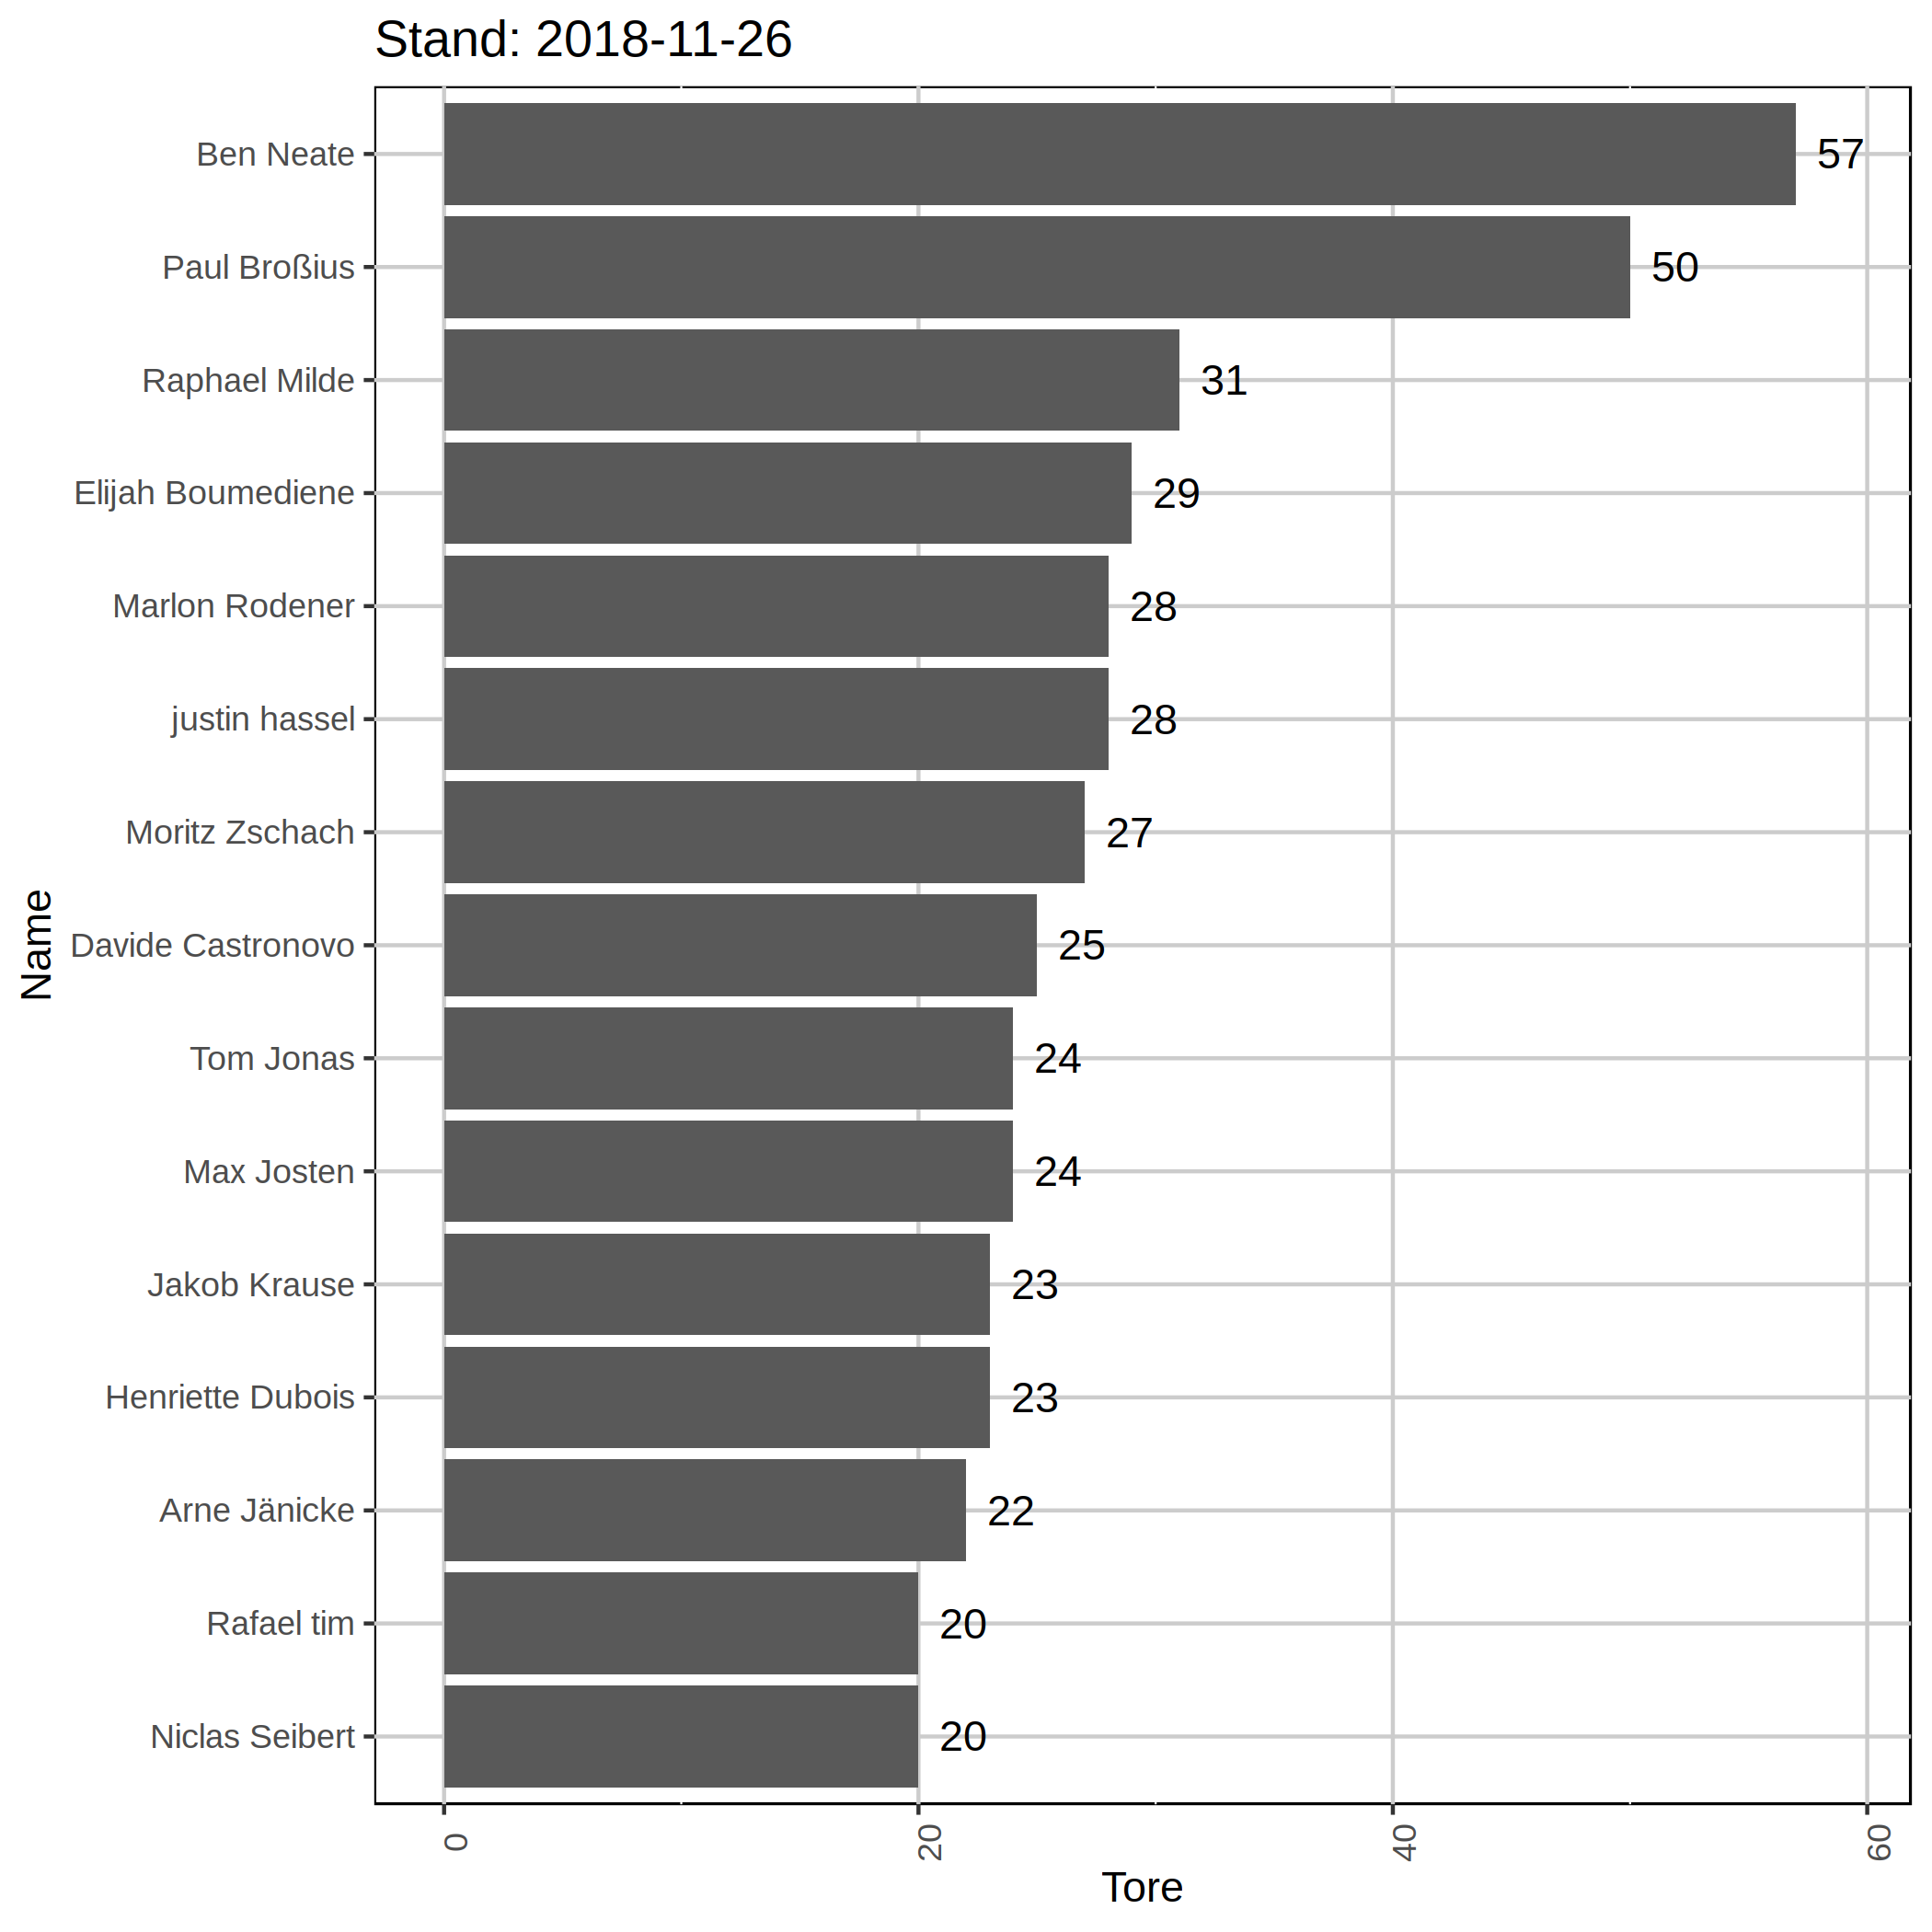 Stand: 2018-11-26
Name
Ben Neate 57
Paul Broßius 50
Raphael Milde 31
Elijah Boumediene 29
Marlon Rodener 28
justin hassel 28
Moritz Zschach 27
Davide Castronovo 25
Tom Jonas 24
Max Josten 24
Jakob Krause 23
Henriette Dubois 23
Arne Jänicke 22
Rafael tim 20
Niclas Seibert 20
0 20 40 60
Tore